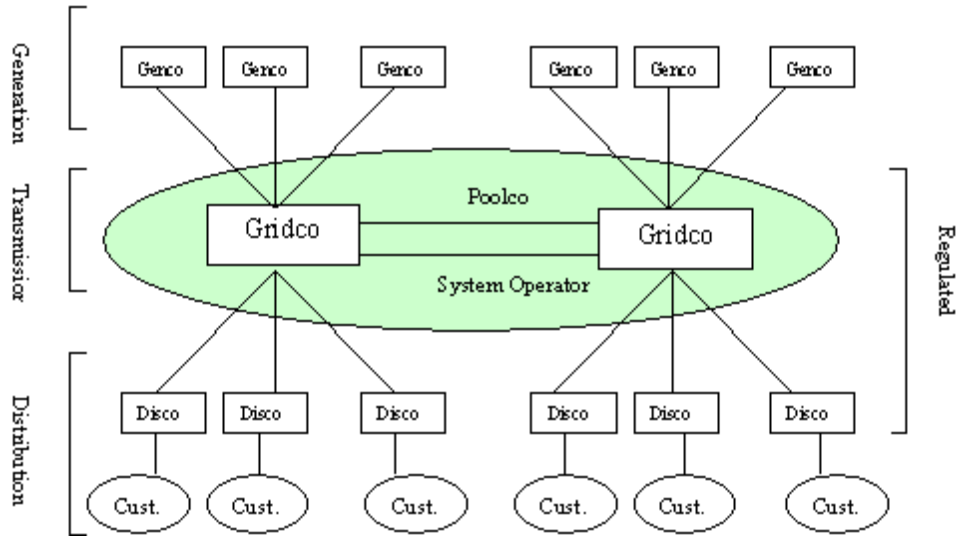 Generation
Genco Genco Genco Genco Genco Genco
Transmissior
Poolco
Gridco Gridco
System Operator
Regulated
Distribution
Disco Disco Disco Disco Disco Disco
Cust. Cust. Cust. Cust. Cust. Cust.